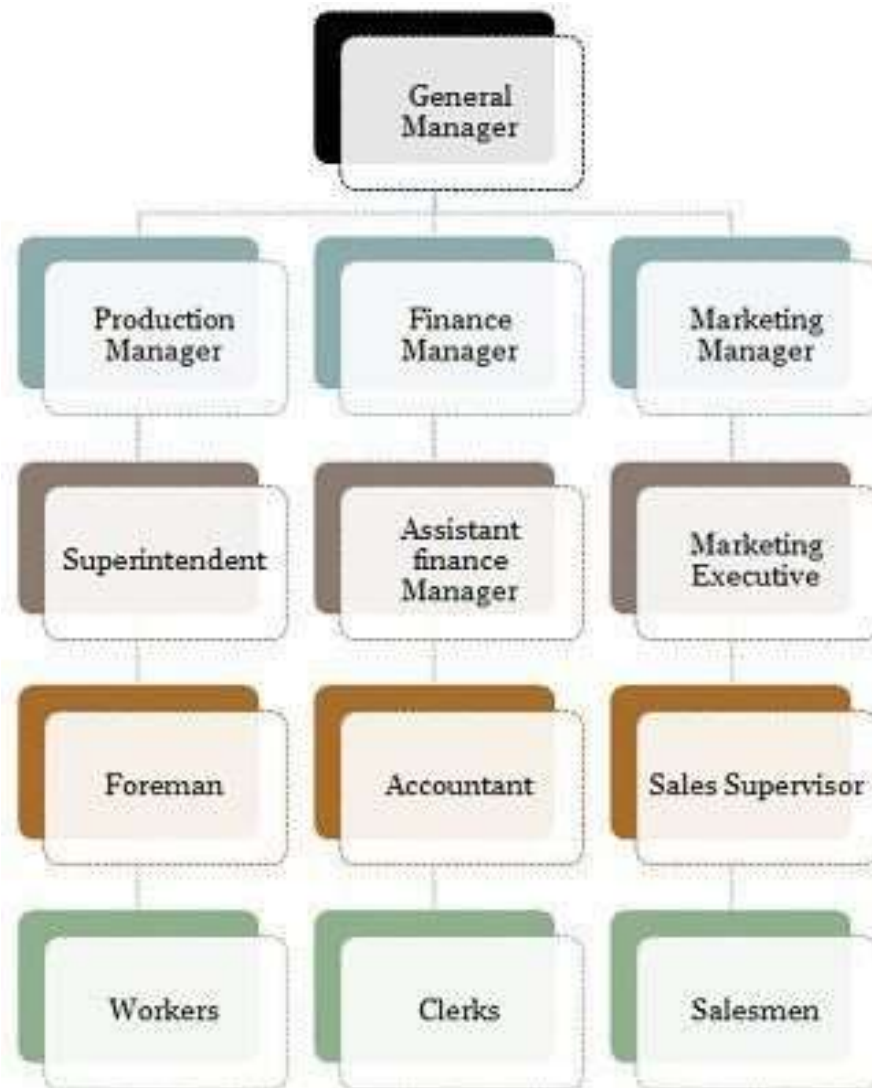 General
Manager
Production
Manager
Finance
Manager
Marketing
Manager
Superintendent
Assistant
finance
Manager
Marketing
Executive
Foreman
Accountant
Sales Supervisor
Workers
Clerks
Salesmen